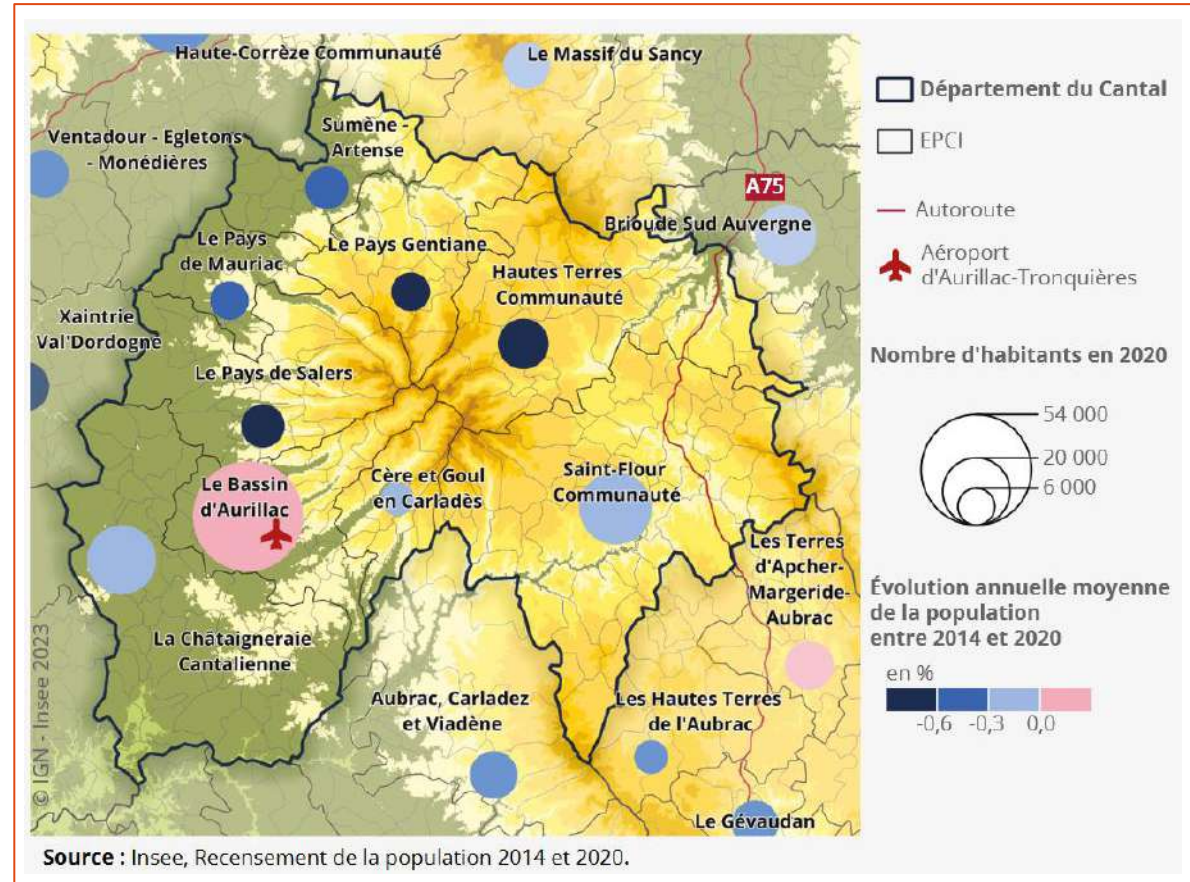 Haute-Corrèze Communauté
Le Massif du Sancy
Ventadour - Egletons
- Monédières
Sumène -
Artense
A75
Brioude Sud Auvergne
Le Pays
de Mauriac
Le Pays Gentiane
Hautes Terres
Communauté
Xaintrie
Val'Dordogne
Le Pays de Salers
Le Bassin
d'Aurillac
Cère et Goul
en Carladès
Saint-Flour
Communauté
Les Terres
d'Apcher-
Margeride-
Aubrac
La Châtaigneraie
Cantalienne
Aubrac, Carladez
et Viadène
Les Hautes Terres
de l'Aubrac
Le Gévaudan
© IGN - Insee 2023
Département du Cantal
EPCI
Autoroute
Aéroport
d'Aurillac-Tronquières
Nombre d'habitants en 2020
54 000
20 000
6 000
Évolution annuelle moyenne
de la population
entre 2014 et 2020
en %
-0,6 -0,3 0,0
Source : Insee, Recensement de la population 2014 et 2020.